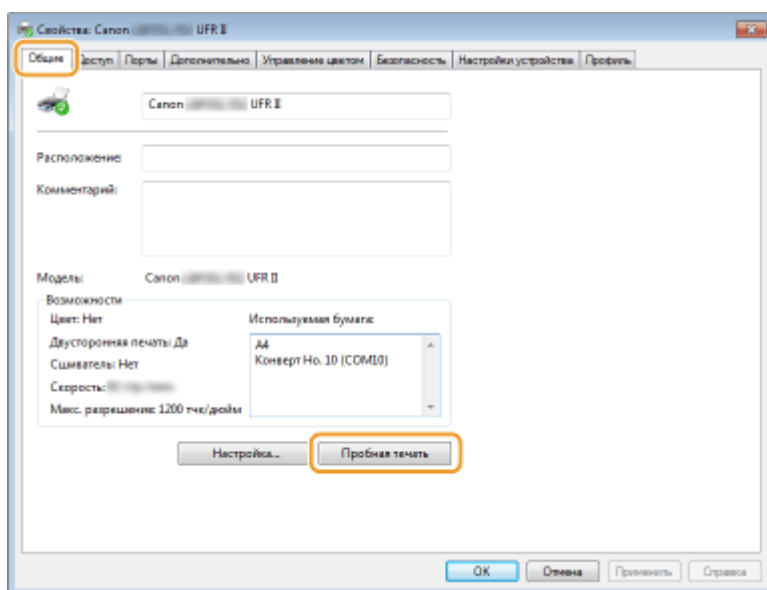 Свойства: Canon UFR II
Общие Доступ Порты Дополнительно Управление цветом Безопасность Настройки устройства Профиль
Canon UFR II
Расположение:
Комментарий:
Модель: Canon UFR II
Возможности
Цвет: Нет Используемая бумага:
Двусторонняя печать: Да A4
Сшиватель: Нет Конверт Но. 10 (COM10)
Скорость:
Макс. разрешение: 1200 тчк/дюйм
Настройка... Пробная печать
OK Отмена Применить Справка